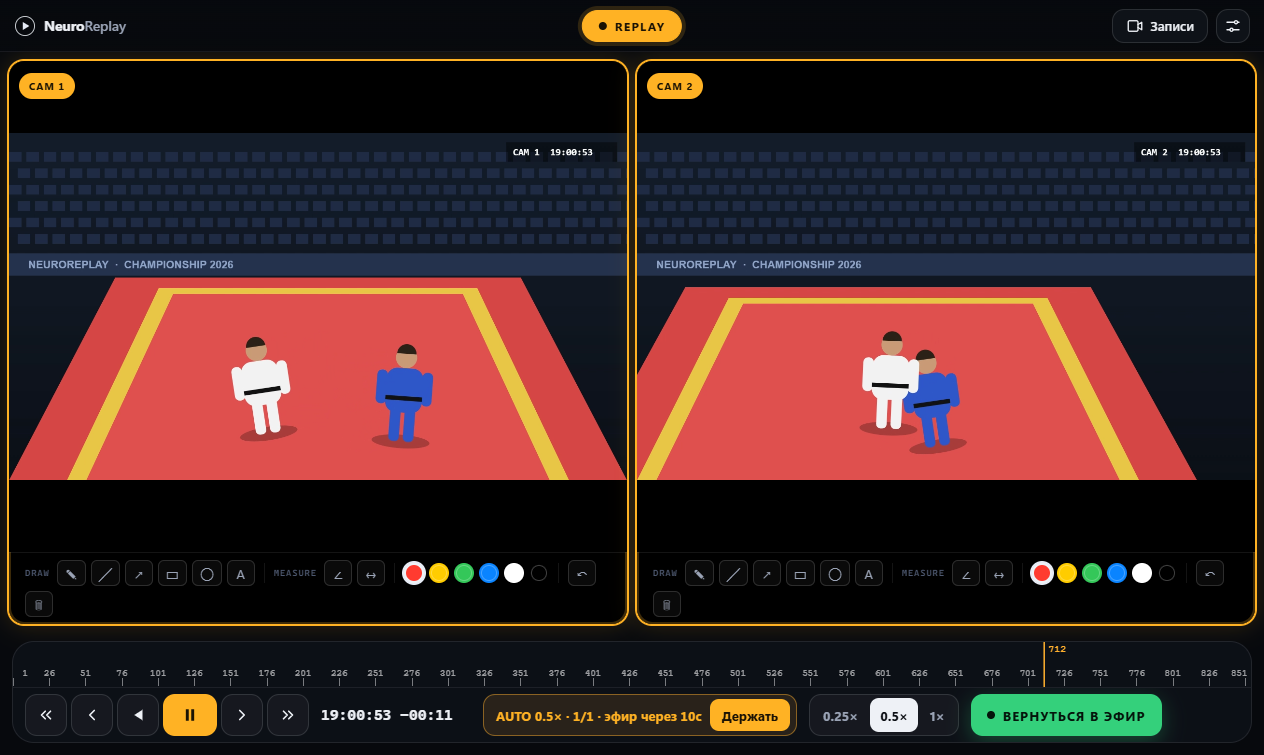 NeuroReplay
REPLAY
Записи
CAM 1
CAM 1 19:00:53
NEUROREPLAY · CHAMPIONSHIP 2026
DRAW
A
MEASURE
CAM 2
CAM 2 19:00:53
NEUROREPLAY · CHAMPIONSHIP 2026
DRAW
A
MEASURE
712
1 26 51 76 101 126 151 176 201 226 251 276 301 326 351 376 401 426 451 476 501 526 551 576 601 626 651 676 701 726 751 776 801 826 851
19:00:53 −00:11
AUTO 0.5× · 1/1 · эфир через 10с
Держать
0.25× 0.5× 1×
ВЕРНУТЬСЯ В ЭФИР